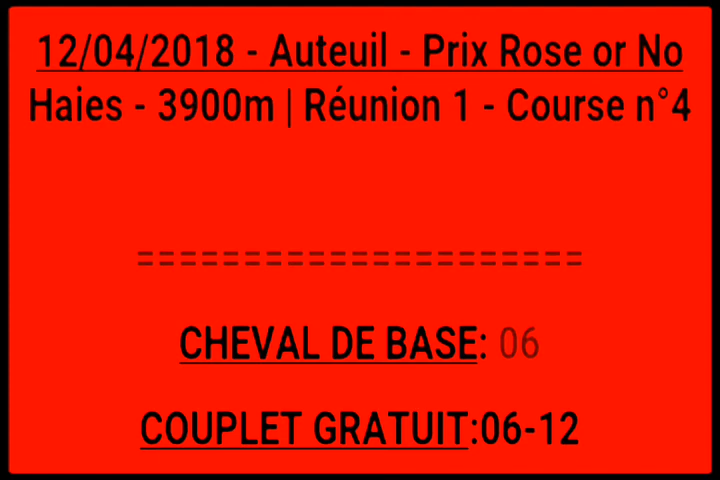 12/04/2018 - Auteuil - Prix Rose or No
Haies - 3900m | Réunion 1 - Course n°4
=====================
CHEVAL DE BASE: 06
COUPLET GRATUIT:06-12